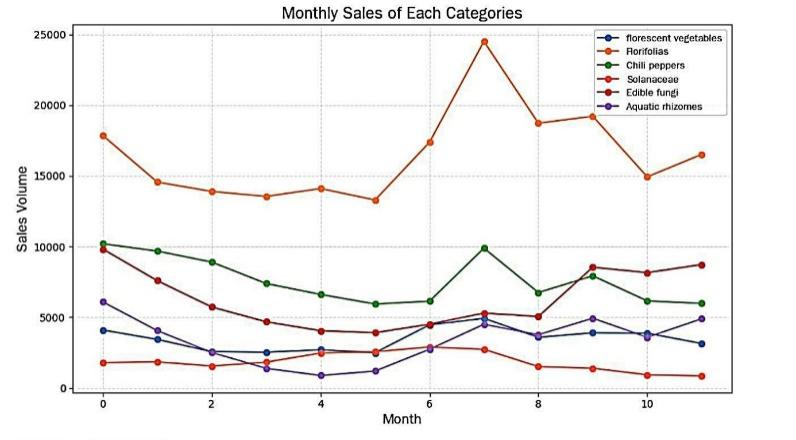 Monthly Sales of Each Categories
25000
20000
15000
10000
5000
0
Sales Volume
florescent vegetables
Florifolias
Chili peppers
Solanaceae
Edible fungi
Aquatic rhizomes
0 2 4 6 8 10
Month